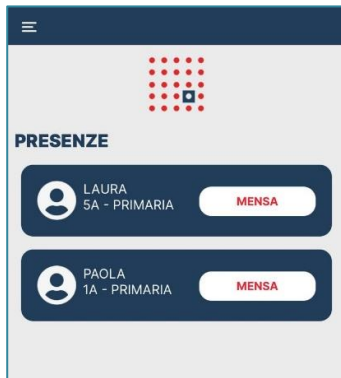 PRESENZE
LAURA
5A - PRIMARIA
MENSA
PAOLA
1A - PRIMARIA
MENSA